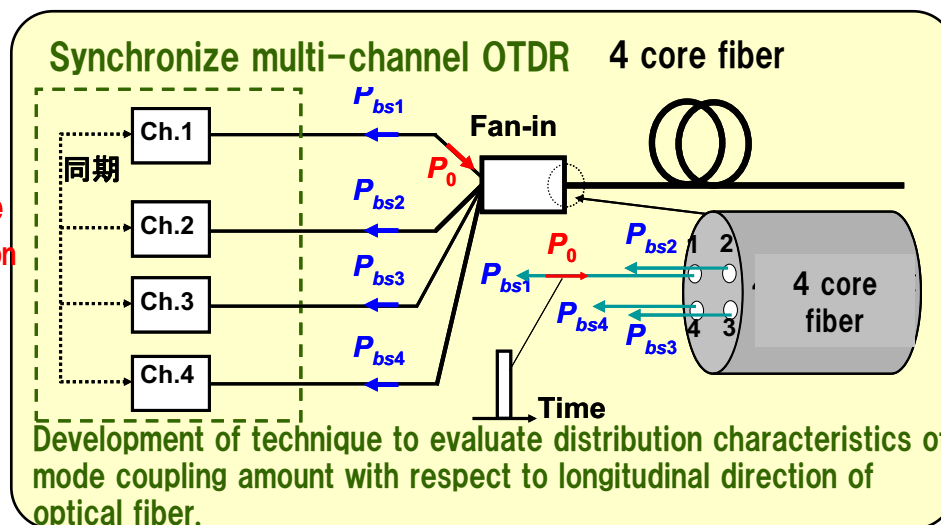 Synchronize multi-channel OTDR 4 core fiber
Pbs1
Fan-in
Ch.1
同期
P0
Pbs2
Ch.2
Pbs3
Ch.3
Pbs4
Ch.4
1 2
4 3
Pbs2
P0
Pbs1
Pbs4
Pbs3
4 core
fiber
Time
Development of technique to evaluate distribution characteristics of
mode coupling amount with respect to longitudinal direction of
optical fiber.